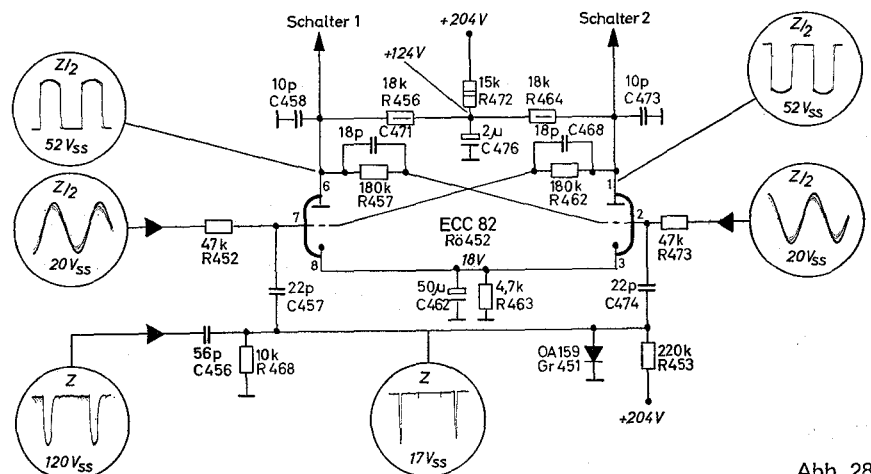 Schalter 1
+204V
Schalter 2
+124V
Z/2
52Vss
10p
C458
18k
R456
15k
R472
18k
R464
10p
C473
Z/2
52Vss
18p
C471
2µ
C476
18p
C468
180k
R457
180k
R462
6
1
Z/2
20Vss
47k
R452
7
ECC 82
Rö452
2
47k
R473
Z/2
20Vss
8
18V
3
22p
C457
50µ
C462
4,7k
R463
22p
C474
56p
C456
10k
R468
OA159
Gr451
220k
R453
+204V
Z
120Vss
Z
17Vss
Abb. 28